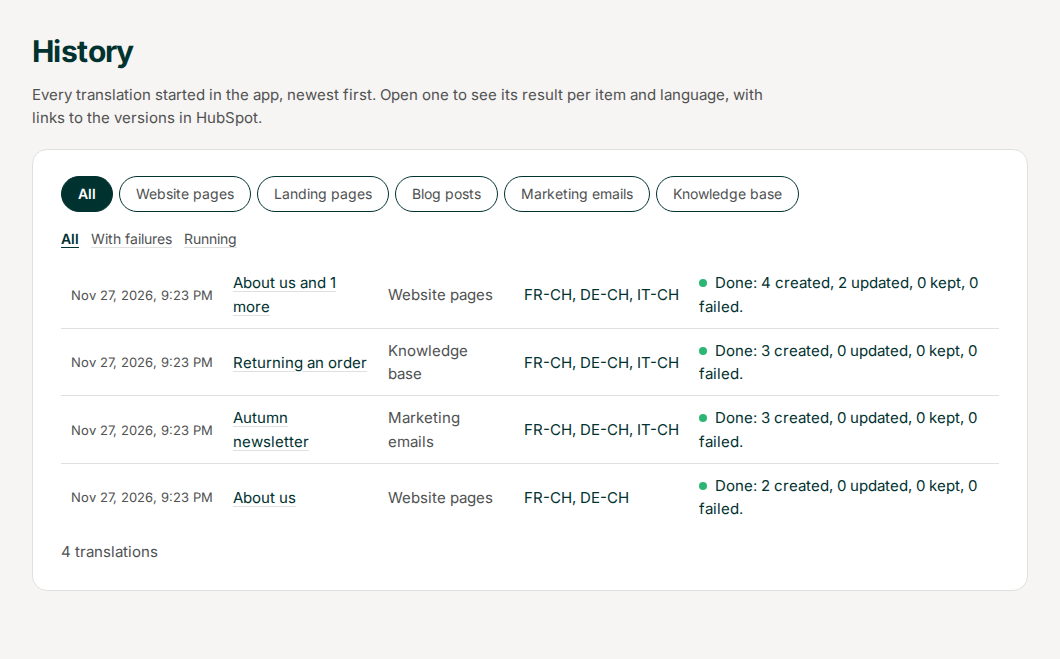 History
Every translation started in the app, newest first. Open one to see its result per item and language, with
links to the versions in HubSpot.
All Website pages Landing pages Blog posts Marketing emails Knowledge base
All With failures Running
Nov 27, 2026, 9:23 PM About us and 1 more Website pages FR-CH, DE-CH, IT-CH Done: 4 created, 2 updated, 0 kept, 0 failed.
Nov 27, 2026, 9:23 PM Returning an order Knowledge base FR-CH, DE-CH, IT-CH Done: 3 created, 0 updated, 0 kept, 0 failed.
Nov 27, 2026, 9:23 PM Autumn newsletter Marketing emails FR-CH, DE-CH, IT-CH Done: 3 created, 0 updated, 0 kept, 0 failed.
Nov 27, 2026, 9:23 PM About us Website pages FR-CH, DE-CH Done: 2 created, 0 updated, 0 kept, 0 failed.
4 translations